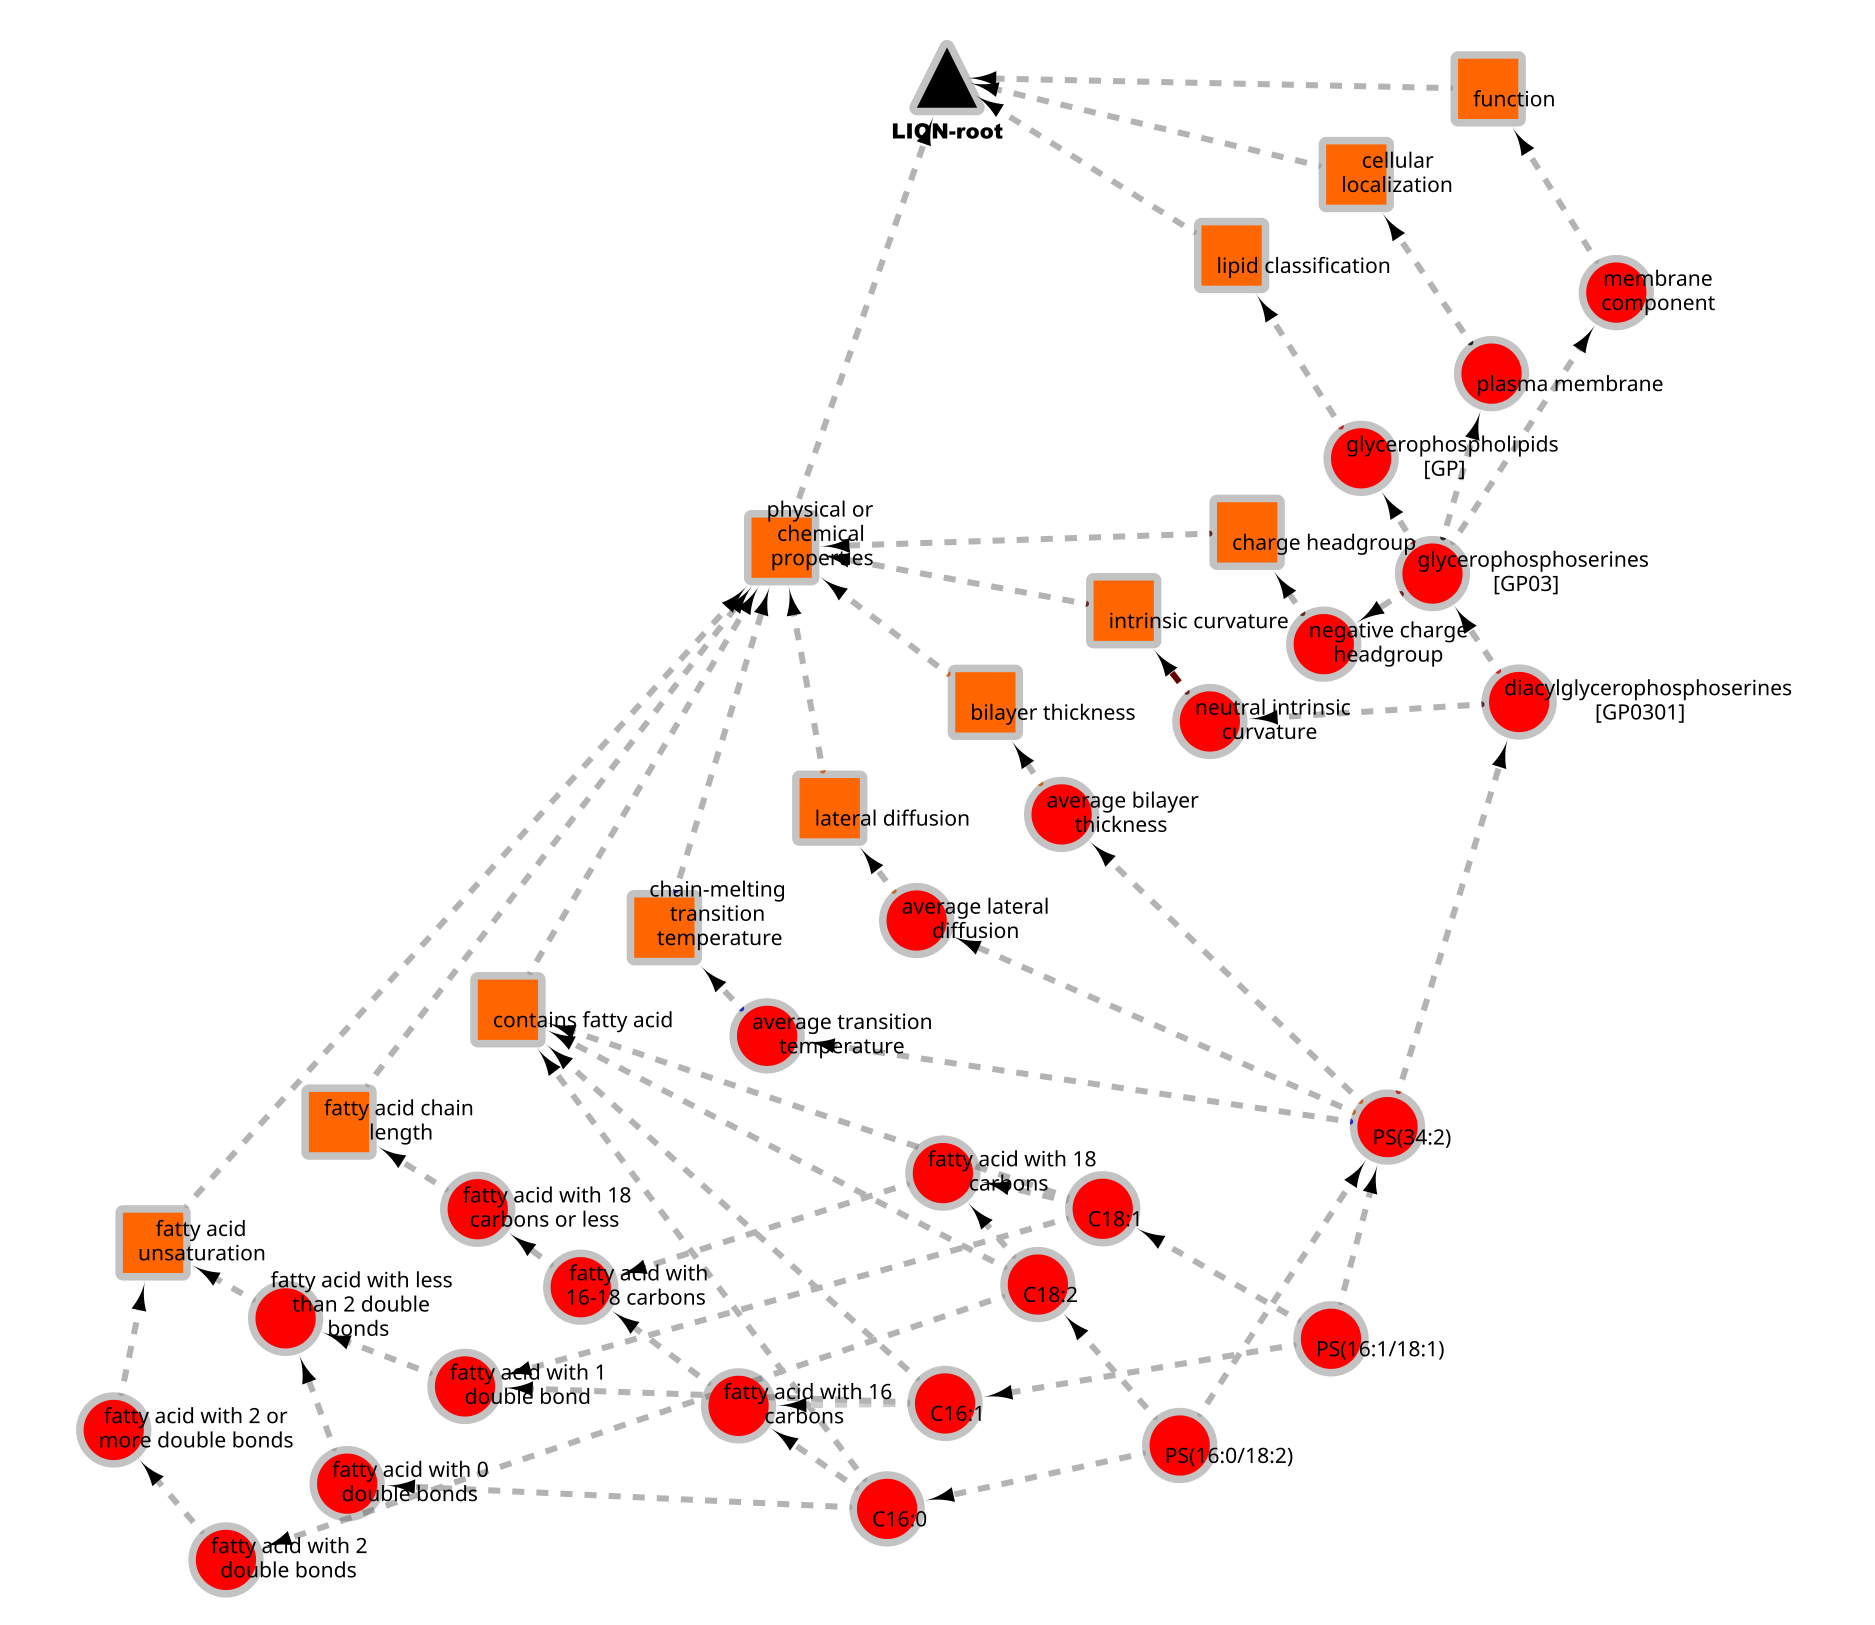 function
LION-root
cellular
localization
lipid classification
membrane
component
plasma membrane
glycerophospholipids
[GP]
physical or
chemical
properties
charge headgroup
glycerophosphoserines
[GP03]
intrinsic curvature
negative charge
headgroup
diacylglycerophosphoserines
[GP0301]
bilayer thickness
neutral intrinsic
curvature
average bilayer
thickness
lateral diffusion
chain-melting
transition
temperature
average lateral
diffusion
contains fatty acid
average transition
temperature
fatty acid chain
length
PS(34:2)
fatty acid with 18
carbons
fatty acid with 18
carbons or less
C18:1
fatty acid
unsaturation
fatty acid with less
than 2 double
bonds
fatty acid with
16-18 carbons
C18:2
PS(16:1/18:1)
fatty acid with 1
double bond
fatty acid with 16
carbons
C16:1
fatty acid with 2 or
more double bonds
PS(16:0/18:2)
fatty acid with 0
double bonds
C16:0
fatty acid with 2
double bonds